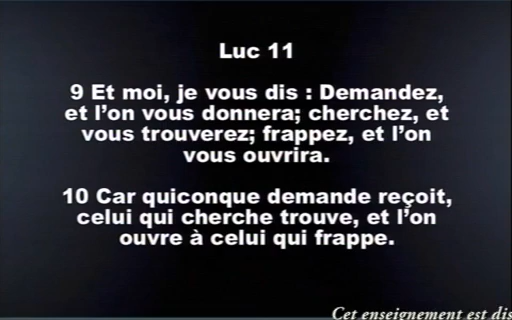 Luc 11
9 Et moi, je vous dis : Demandez,
et l'on vous donnera; cherchez, et
vous trouverez; frappez, et l'on
vous ouvrira.
10 Car quiconque demande reçoit,
celui qui cherche trouve, et l'on
ouvre à celui qui frappe.
Cet enseignement est dis